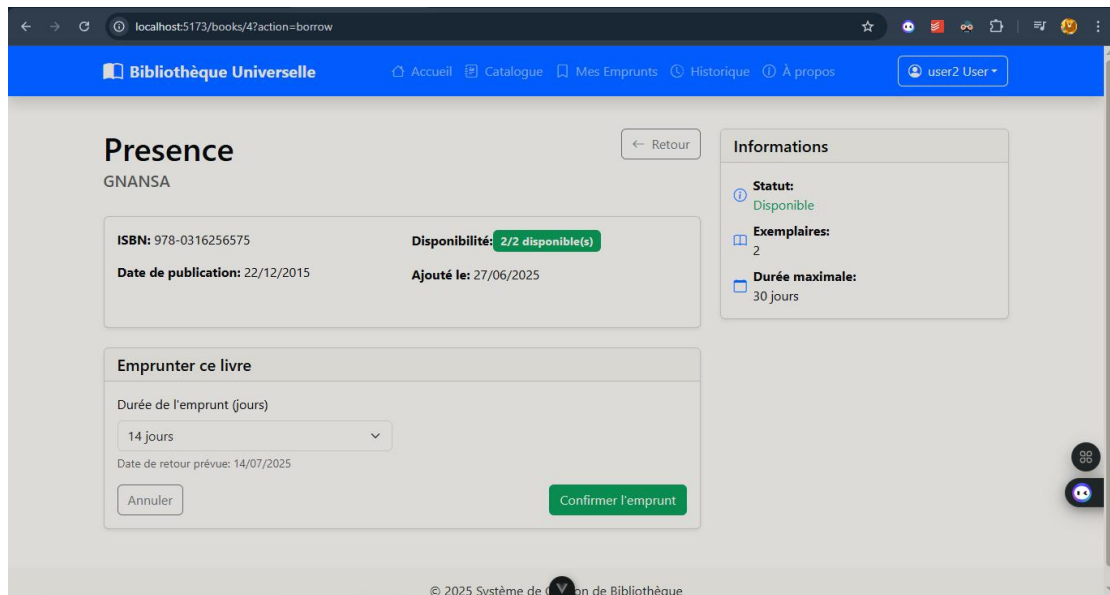 localhost:5173/books/4?action=borrow
Bibliothèque Universelle Accueil Catalogue Mes Emprunts Historique À propos user2 User
Presence
← Retour
GNANSA
ISBN: 978-0316256575 Disponibilité: 2/2 disponible(s)
Date de publication: 22/12/2015 Ajouté le: 27/06/2025
Informations
Statut:
Disponible
Exemplaires:
2
Durée maximale:
30 jours
Emprunter ce livre
Durée de l'emprunt (jours)
14 jours
Date de retour prévue: 14/07/2025
Annuler Confirmer l'emprunt
© 2025 Système de on de Bibliothèque